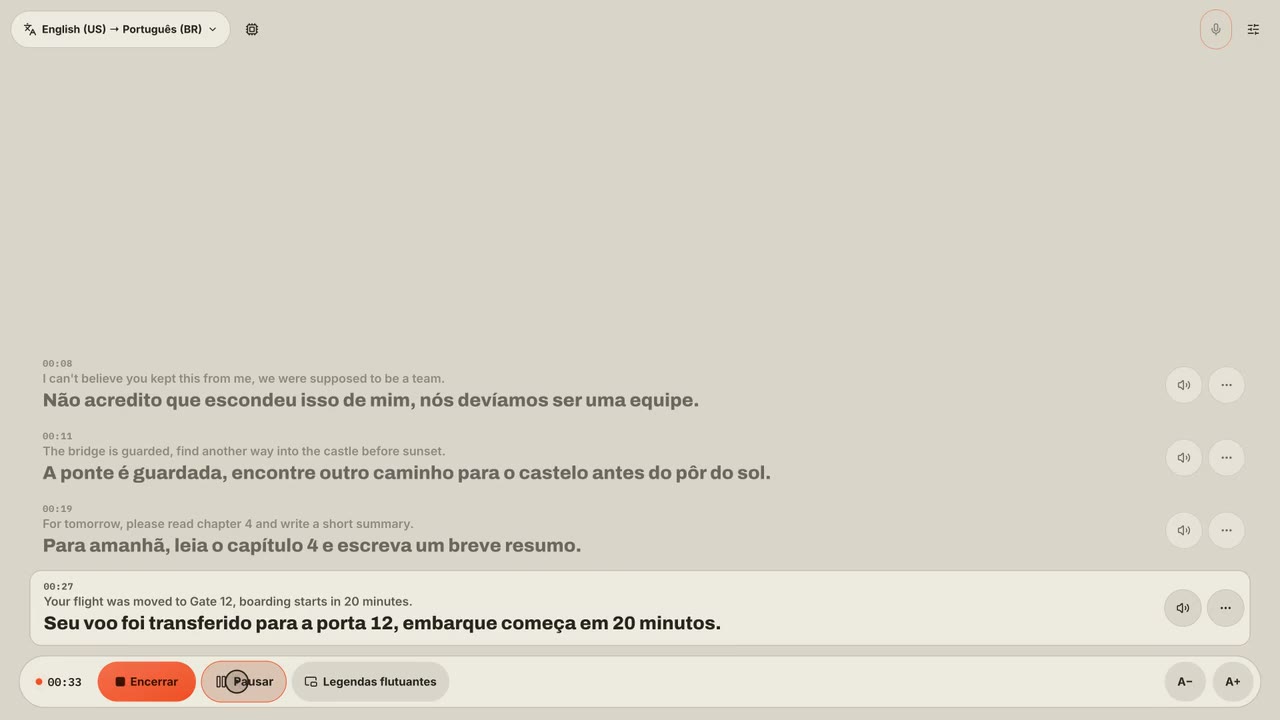 English (US) → Português (BR)
00:08
I can't believe you kept this from me, we were supposed to be a team.
Não acredito que escondeu isso de mim, nós devíamos ser uma equipe.
00:11
The bridge is guarded, find another way into the castle before sunset.
A ponte é guardada, encontre outro caminho para o castelo antes do pôr do sol.
00:19
For tomorrow, please read chapter 4 and write a short summary.
Para amanhã, leia o capítulo 4 e escreva um breve resumo.
00:27
Your flight was moved to Gate 12, boarding starts in 20 minutes.
Seu voo foi transferido para a porta 12, embarque começa em 20 minutos.
00:33 Encerrar Pausar Legendas flutuantes A− A+